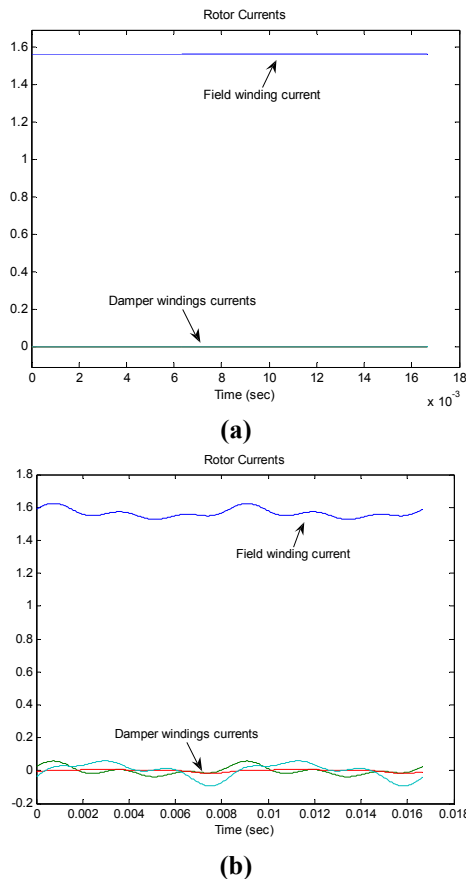 Rotor Currents
1.6
Field winding current
1.4
1.2
1
0.8
0.6
0.4
Damper windings currents
0.2
0
0 2 4 6 8 10 12 14 16 18
Time (sec)
x 10⁻³
(a)
Rotor Currents
1.8
1.6
Field winding current
1.4
1.2
1
0.8
0.6
0.4
Damper windings currents
0.2
0
-0.2
0 0.002 0.004 0.006 0.008 0.01 0.012 0.014 0.016 0.018
Time (sec)
(b)